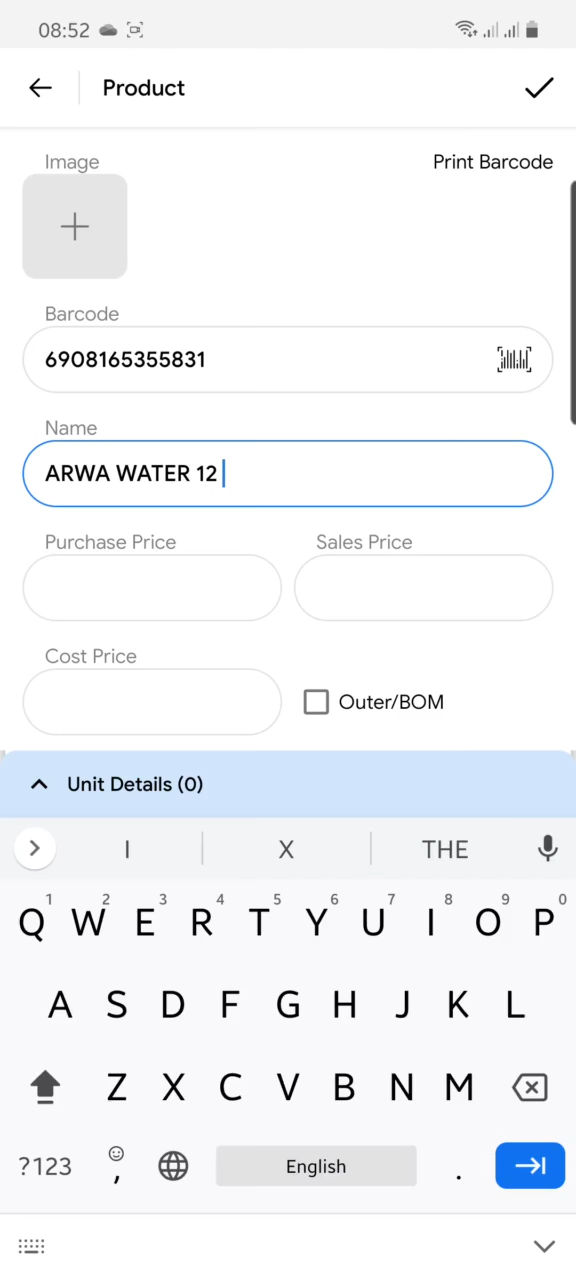 08:52
Product
Image
Print Barcode
Barcode
6908165355831
Name
ARWA WATER 12
Purchase Price
Sales Price
Cost Price
Outer/BOM
Unit Details (0)
I
X
THE
1 2 3 4 5 6 7 8 9 0
Q W E R T Y U I O P
A S D F G H J K L
Z X C V B N M
?123 , English .